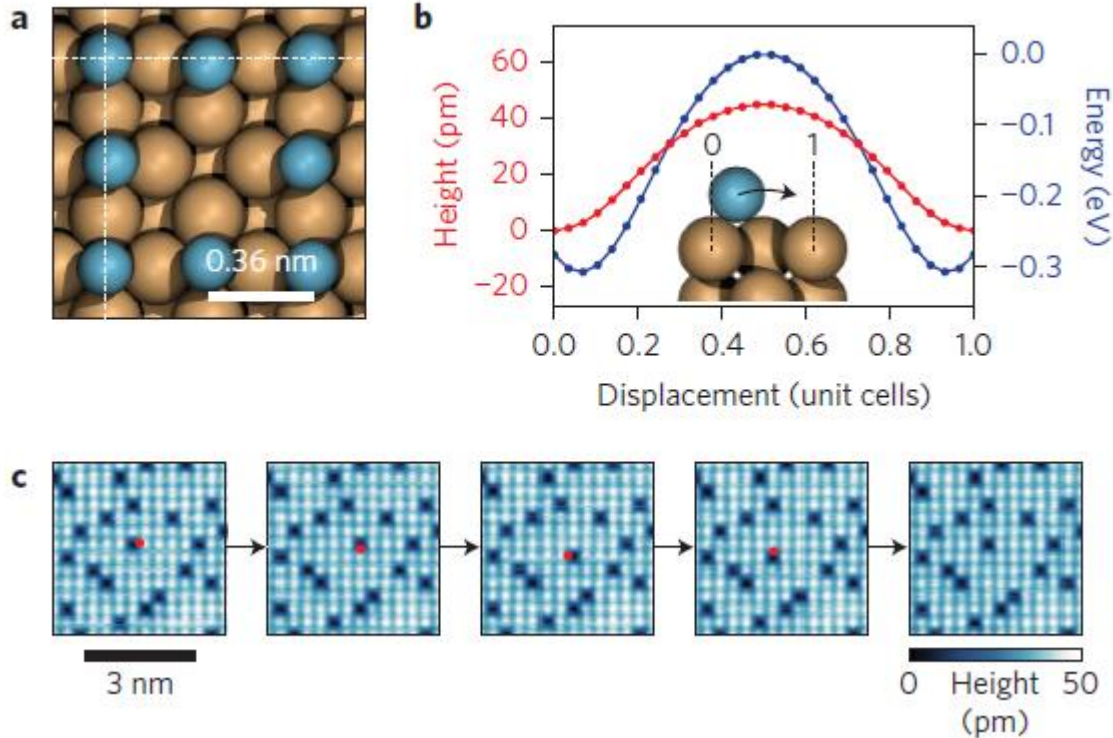 a
0.36 nm
b
Height (pm)
60
40
20
0
−20
0
1
0.0
−0.1
−0.2
−0.3
Energy (eV)
0.0 0.2 0.4 0.6 0.8 1.0
Displacement (unit cells)
c
3 nm
0 Height 50
(pm)